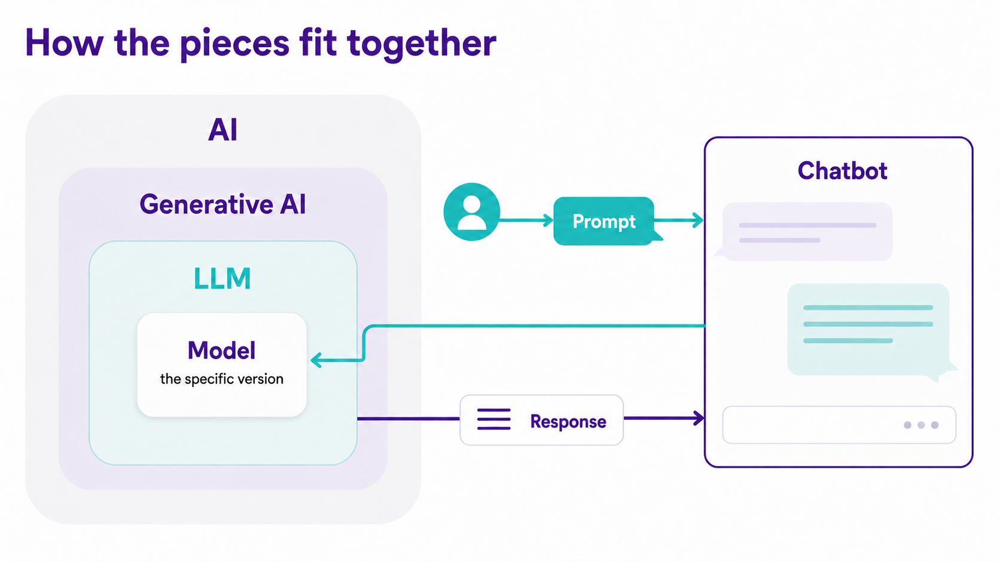 How the pieces fit together
AI
Generative AI
LLM
Model
the specific version
Prompt
Response
Chatbot